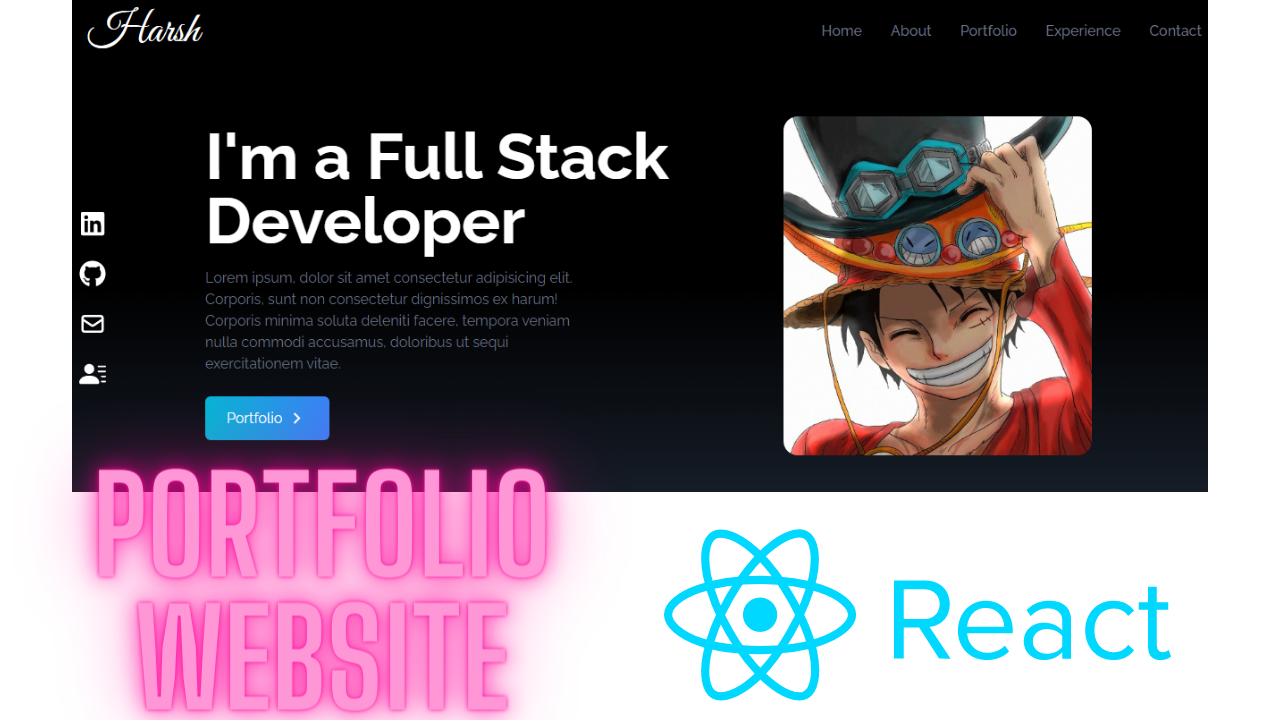 Harsh
Home About Portfolio Experience Contact
I'm a Full Stack
Developer
in
Lorem ipsum, dolor sit amet consectetur adipisicing elit.
Corporis, sunt non consectetur dignissimos ex harum!
Corporis minima soluta deleniti facere, tempora veniam
nulla commodi accusamus, doloribus ut sequi
exercitationem vitae.
Portfolio
PORTFOLIO
WEBSITE
React